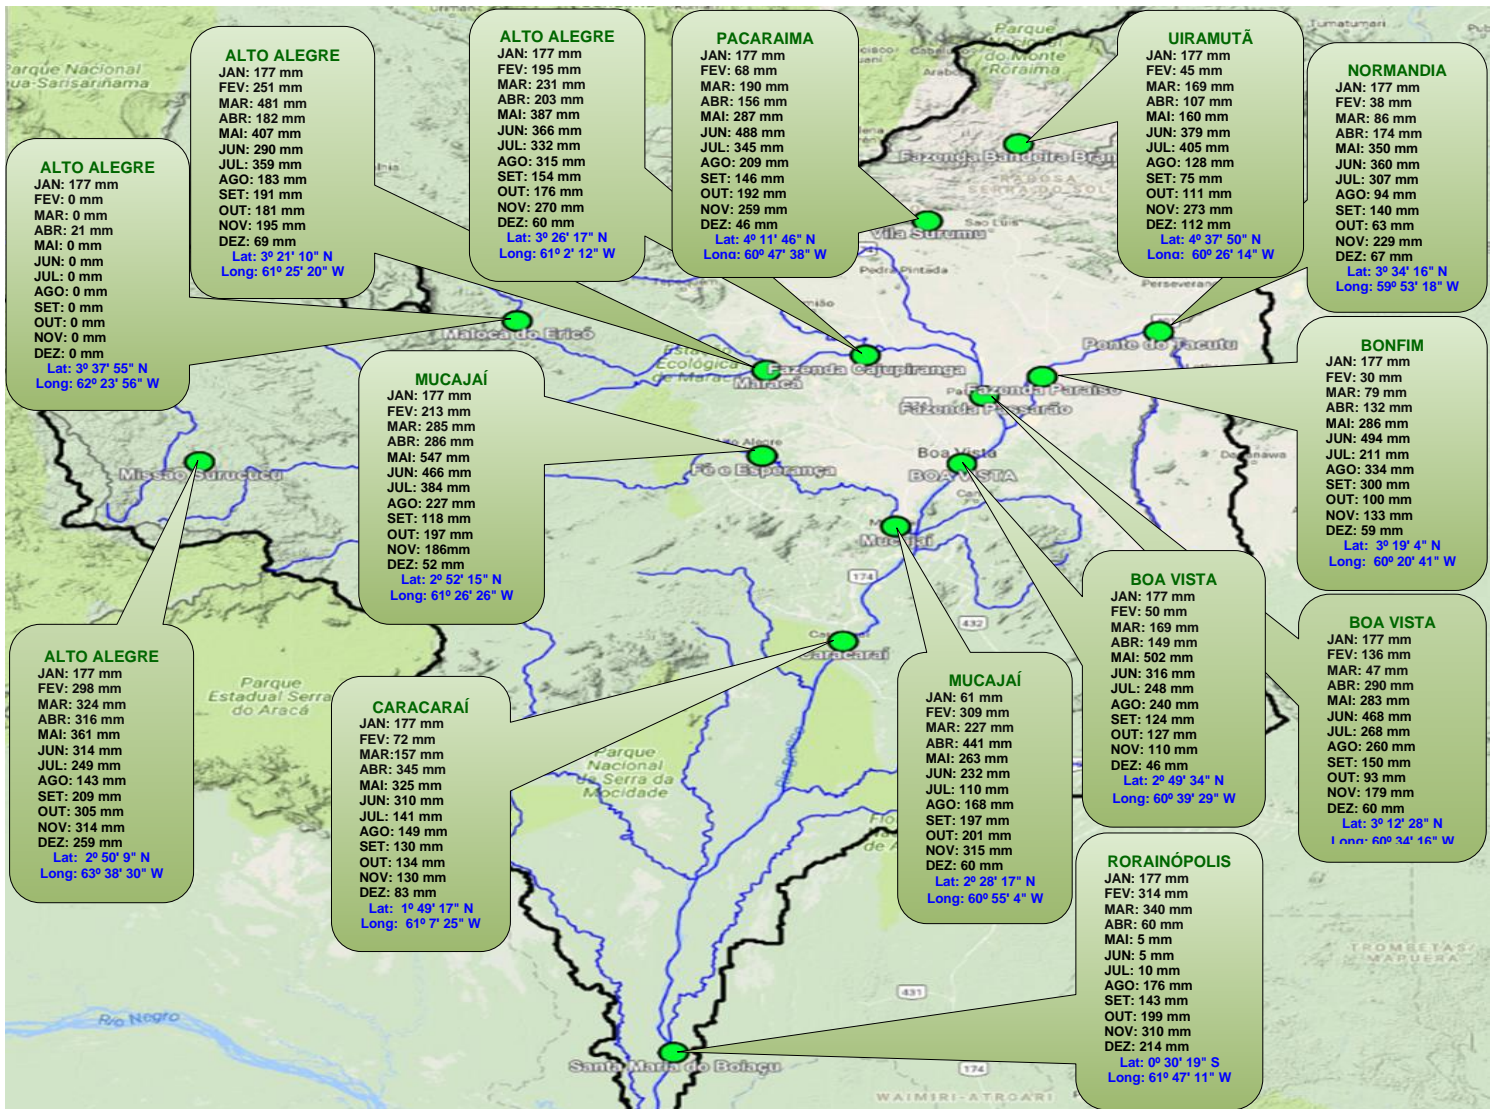 ALTO ALEGRE
JAN: 177 mm
FEV: 0 mm
MAR: 0 mm
ABR: 21 mm
MAI: 0 mm
JUN: 0 mm
JUL: 0 mm
AGO: 0 mm
SET: 0 mm
OUT: 0 mm
NOV: 0 mm
DEZ: 0 mm
Lat: 3º 37' 55" N
Long: 62º 23' 56" W
ALTO ALEGRE
JAN: 177 mm
FEV: 251 mm
MAR: 481 mm
ABR: 182 mm
MAI: 407 mm
JUN: 290 mm
JUL: 359 mm
AGO: 183 mm
SET: 191 mm
OUT: 181 mm
NOV: 195 mm
DEZ: 69 mm
Lat: 3º 21' 10" N
Long: 61º 25' 20" W
ALTO ALEGRE
JAN: 177 mm
FEV: 195 mm
MAR: 231 mm
ABR: 203 mm
MAI: 387 mm
JUN: 366 mm
JUL: 332 mm
AGO: 315 mm
SET: 154 mm
OUT: 176 mm
NOV: 270 mm
DEZ: 60 mm
Lat: 3º 26' 17" N
Long: 61º 2' 12" W
PACARAIMA
JAN: 177 mm
FEV: 68 mm
MAR: 190 mm
ABR: 156 mm
MAI: 287 mm
JUN: 488 mm
JUL: 345 mm
AGO: 209 mm
SET: 146 mm
OUT: 192 mm
NOV: 259 mm
DEZ: 46 mm
Lat: 4º 11' 46" N
Long: 60º 47' 38" W
UIRAMUTÃ
JAN: 177 mm
FEV: 45 mm
MAR: 169 mm
ABR: 107 mm
MAI: 160 mm
JUN: 379 mm
JUL: 405 mm
AGO: 128 mm
SET: 75 mm
OUT: 111 mm
NOV: 273 mm
DEZ: 112 mm
Lat: 4º 37' 50" N
Long: 60º 26' 14" W
NORMANDIA
JAN: 177 mm
FEV: 38 mm
MAR: 86 mm
ABR: 174 mm
MAI: 350 mm
JUN: 360 mm
JUL: 307 mm
AGO: 94 mm
SET: 140 mm
OUT: 63 mm
NOV: 229 mm
DEZ: 67 mm
Lat: 3º 34' 16" N
Long: 59º 53' 18" W
MUCAJAÍ
JAN: 177 mm
FEV: 213 mm
MAR: 285 mm
ABR: 286 mm
MAI: 547 mm
JUN: 466 mm
JUL: 384 mm
AGO: 227 mm
SET: 118 mm
OUT: 197 mm
NOV: 186mm
DEZ: 52 mm
Lat: 2º 52' 15" N
Long: 61º 26' 26" W
BONFIM
JAN: 177 mm
FEV: 30 mm
MAR: 79 mm
ABR: 132 mm
MAI: 286 mm
JUN: 494 mm
JUL: 211 mm
AGO: 334 mm
SET: 300 mm
OUT: 100 mm
NOV: 133 mm
DEZ: 59 mm
Lat: 3º 19' 4" N
Long: 60º 20' 41" W
ALTO ALEGRE
JAN: 177 mm
FEV: 298 mm
MAR: 324 mm
ABR: 316 mm
MAI: 361 mm
JUN: 314 mm
JUL: 249 mm
AGO: 143 mm
SET: 209 mm
OUT: 305 mm
NOV: 314 mm
DEZ: 259 mm
Lat: 2º 50' 9" N
Long: 63º 38' 30" W
CARACARAÍ
JAN: 177 mm
FEV: 72 mm
MAR:157 mm
ABR: 345 mm
MAI: 325 mm
JUN: 310 mm
JUL: 141 mm
AGO: 149 mm
SET: 130 mm
OUT: 134 mm
NOV: 130 mm
DEZ: 83 mm
Lat: 1º 49' 17" N
Long: 61º 7' 25" W
MUCAJAÍ
JAN: 61 mm
FEV: 309 mm
MAR: 227 mm
ABR: 441 mm
MAI: 263 mm
JUN: 232 mm
JUL: 110 mm
AGO: 168 mm
SET: 197 mm
OUT: 201 mm
NOV: 315 mm
DEZ: 60 mm
Lat: 2º 28' 17" N
Long: 60º 55' 4" W
BOA VISTA
JAN: 177 mm
FEV: 50 mm
MAR: 169 mm
ABR: 149 mm
MAI: 502 mm
JUN: 316 mm
JUL: 248 mm
AGO: 240 mm
SET: 124 mm
OUT: 127 mm
NOV: 110 mm
DEZ: 46 mm
Lat: 2º 49' 34" N
Long: 60º 39' 29" W
BOA VISTA
JAN: 177 mm
FEV: 136 mm
MAR: 47 mm
ABR: 290 mm
MAI: 283 mm
JUN: 468 mm
JUL: 268 mm
AGO: 260 mm
SET: 150 mm
OUT: 93 mm
NOV: 179 mm
DEZ: 60 mm
Lat: 3º 12' 28" N
Long: 60º 34' 16" W
RORAINÓPOLIS
JAN: 177 mm
FEV: 314 mm
MAR: 340 mm
ABR: 60 mm
MAI: 5 mm
JUN: 5 mm
JUL: 10 mm
AGO: 176 mm
SET: 143 mm
OUT: 199 mm
NOV: 310 mm
DEZ: 214 mm
Lat: 0º 30' 19" S
Long: 61º 47' 11" W
Parque Nacional
Parque
do Monte
Roraima
Tumatumari
Fazenda Bandeira Bran
RAPOSA
SERRA DO SOL
Vila Surumu
Sao Luis
Pedra Pintada
Maloca do Ericó
Ponte do Tacutu
Maracá
Fazenda Cajupiranga
Fazenda Paraiso
Fazenda Passarão
Missão Surucucu
Fé e Esperança
Boa Vista
BOA VISTA
Mucajaí
174
432
Caracaraí
Parque
Estadual Serra
do Aracá
Parque
Nacional
da Serra da
Mocidade
Rio Branco
Rio Negro
431
174
Santa Maria do Boiaçu
TROMBETAS/
MAPUERA
WAIMIRI-ATROARI